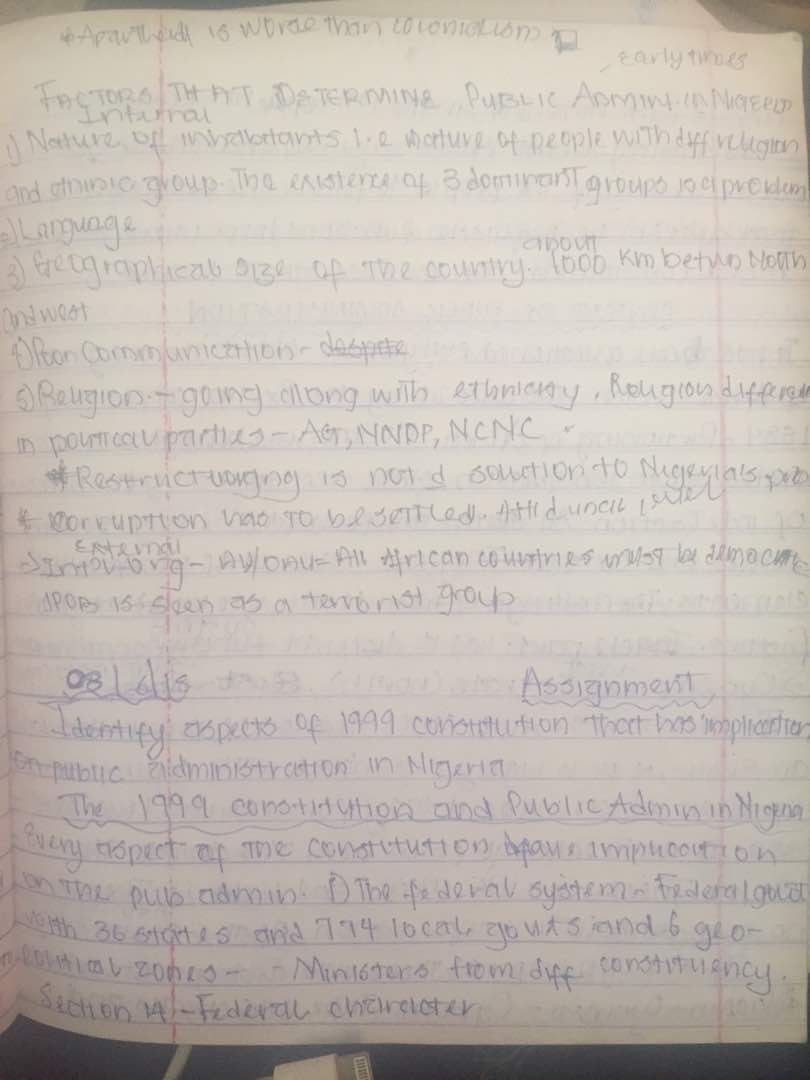 * Apartheid is worse than colonialism
early times
FACTORS THAT DETERMINE PUBLIC ADMIN. IN NIGERIA
Internal
1) Nature of inhabitants i.e nature of people with diff religion
and ethnic group. The existence of 3 dominant groups is a problem
2) Language
3) Geographical size of the country. about 1000 km betwn North
and west
4) Poor communication - despite
5) Religion - going along with ethnicity, Religion different
in political parties - AG, NNDP, NCNC
* Restructuring is not a solution to Nigeria's prob
* corruption has to be settled. Attitudinal level
External
- Org - AU/OAU = All African countries must be democratic
IPOB is seen as a terrorist group
03/6/18 Assignment
Identify aspects of 1999 constitution that has implication
on public administration in Nigeria
The 1999 constitution and Public Admin in Nigeria
Every aspect of the constitution have implication
on the pub admin. 1) The federal system - Federal govt
with 36 states and 774 local govts and 6 geo-
political zones - Ministers from diff constituency.
Section 14 - Federal character